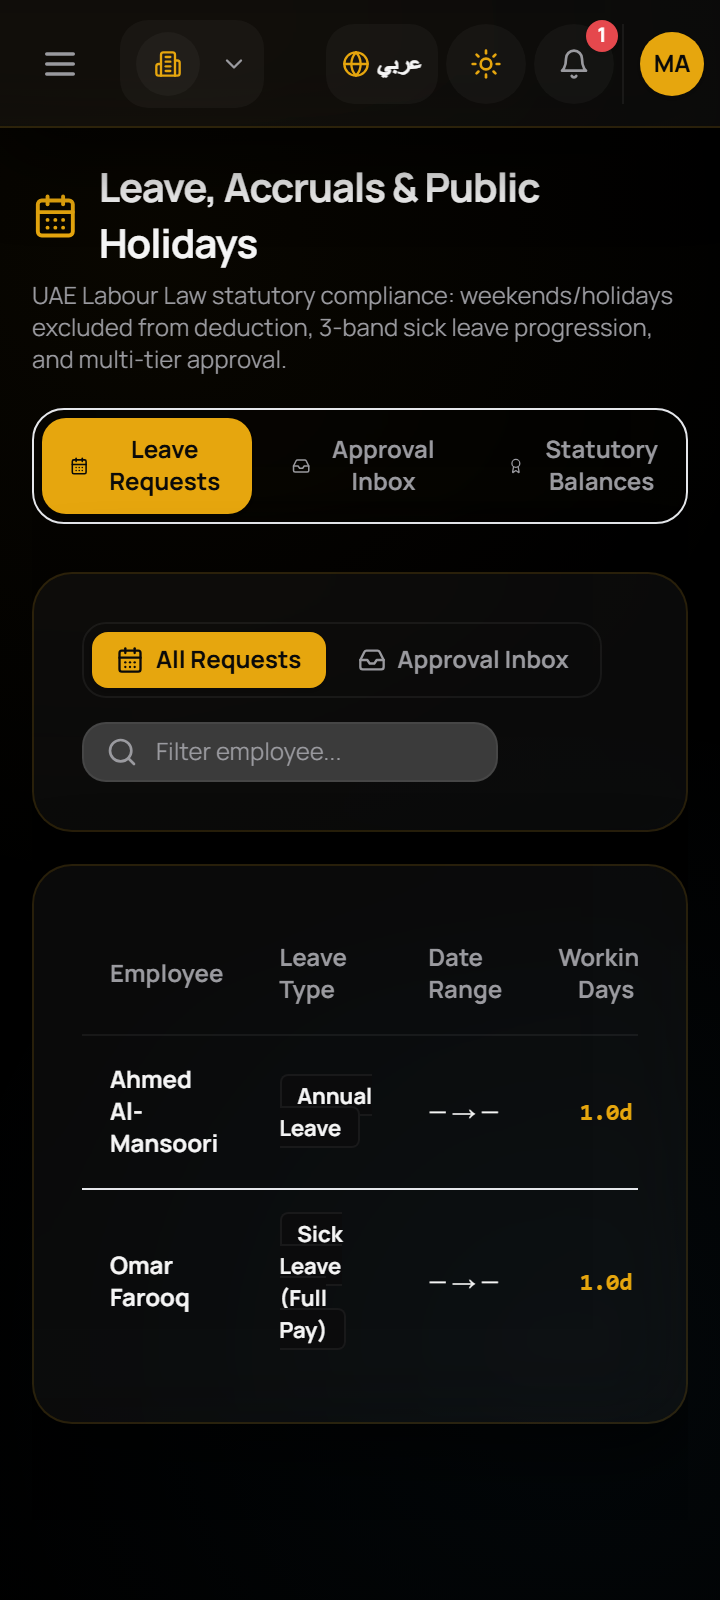 عربي
1
MA
Leave, Accruals & Public
Holidays
UAE Labour Law statutory compliance: weekends/holidays
excluded from deduction, 3-band sick leave progression,
and multi-tier approval.
Leave
Requests
Approval
Inbox
Statutory
Balances
All Requests
Approval Inbox
Filter employee...
Employee
Leave
Type
Date
Range
Workin
Days
Ahmed
Al-
Mansoori
Annual
Leave
— → —
1.0d
Omar
Farooq
Sick
Leave
(Full
Pay)
— → —
1.0d